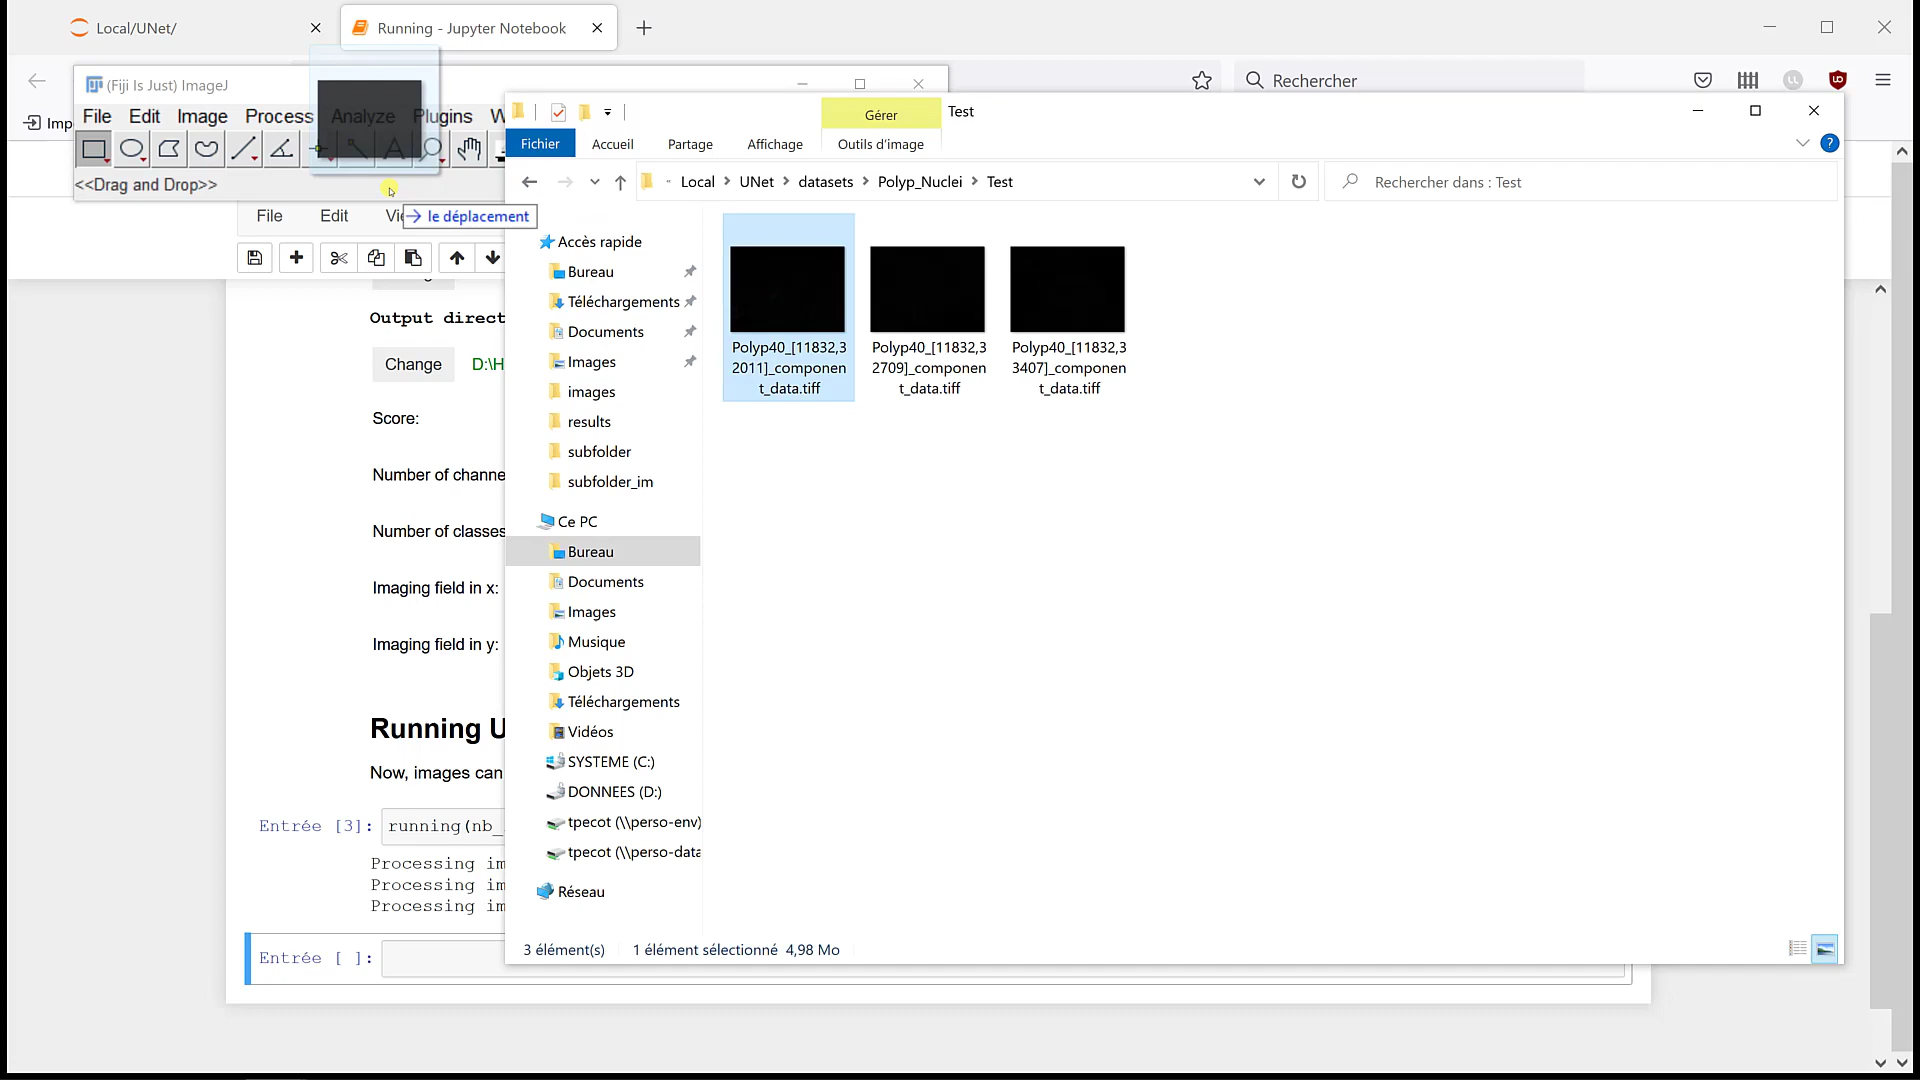 Local/UNet/
Running - Jupyter Notebook
(Fiji Is Just) ImageJ
Rechercher
File Edit Image Process Analyze Plugins W
Imp
<<Drag and Drop>>
le déplacement
File Edit Vi
Gérer
Test
Fichier Accueil Partage Affichage Outils d'image
Local UNet datasets Polyp_Nuclei Test
Rechercher dans : Test
Accès rapide
Bureau
Téléchargements
Documents
Images
images
results
subfolder
subfolder_im
Ce PC
Bureau
Documents
Images
Musique
Objets 3D
Téléchargements
Vidéos
SYSTEME (C:)
DONNEES (D:)
tpecot (\\perso-env)
tpecot (\\perso-data
Réseau
Polyp40_[11832,3
2011]_componen
t_data.tiff
Polyp40_[11832,3
2709]_componen
t_data.tiff
Polyp40_[11832,3
3407]_componen
t_data.tiff
3 élément(s) 1 élément sélectionné 4,98 Mo
Output direct
Change D:\H
Score:
Number of channe
Number of classes
Imaging field in x:
Imaging field in y:
Running U
Now, images can
Entrée [3]: running(nb_
Processing im
Processing im
Processing im
Entrée [ ]: